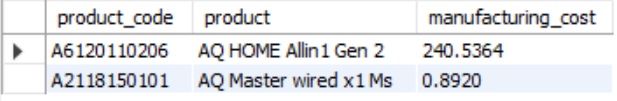 product_code product manufacturing_cost
A6120110206 AQ HOME Allin1 Gen 2 240.5364
A2118150101 AQ Master wired x1 Ms 0.8920